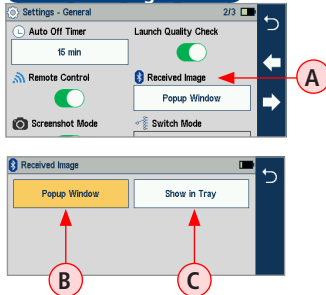 Settings - General 2/3
Auto Off Timer Launch Quality Check
15 min
Remote Control Received Image
Popup Window
Screenshot Mode Switch Mode
A
Received Image
Popup Window Show in Tray
B C